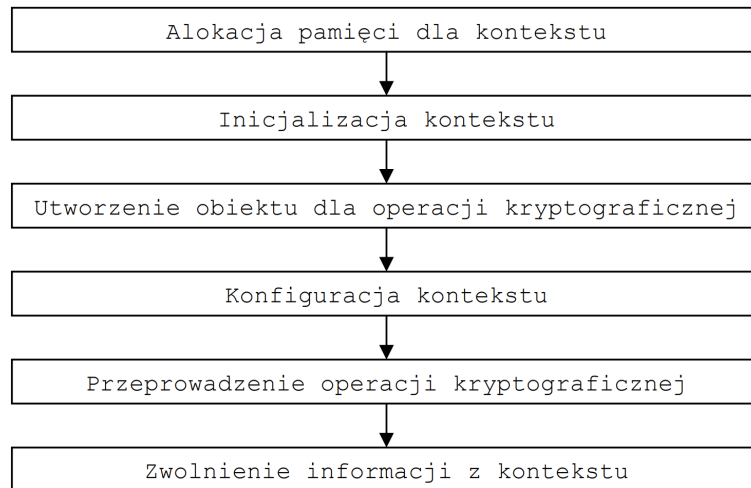 Alokacja pamięci dla kontekstu
Inicjalizacja kontekstu
Utworzenie obiektu dla operacji kryptograficznej
Konfiguracja kontekstu
Przeprowadzenie operacji kryptograficznej
Zwolnienie informacji z kontekstu